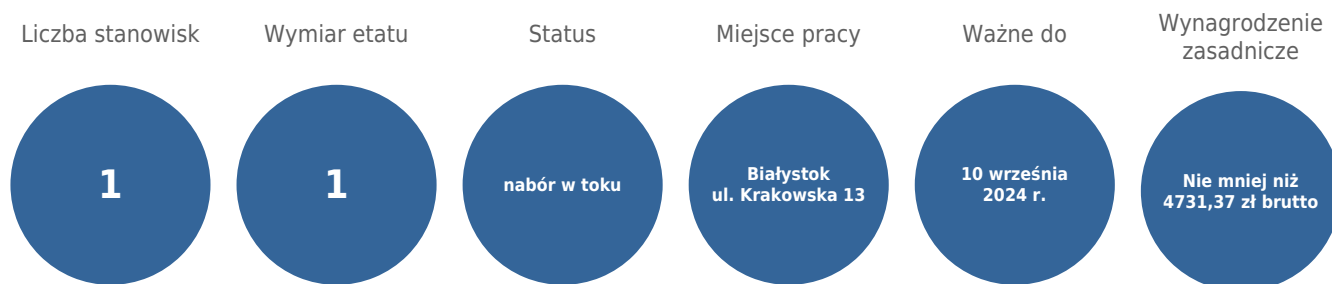 Liczba stanowisk
Wymiar etatu
Status
Miejsce pracy
Ważne do
Wynagrodzenie
zasadnicze
1
1
nabór w toku
Białystok
ul. Krakowska 13
10 września
2024 r.
Nie mniej niż
4731,37 zł brutto